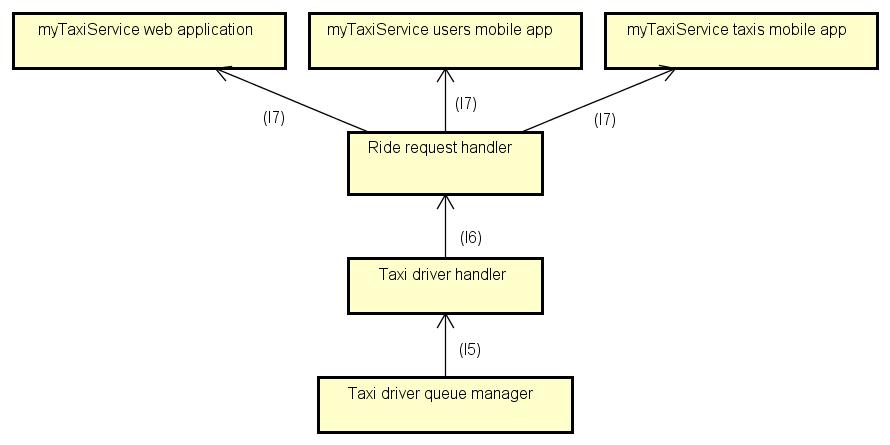 myTaxiService web application
myTaxiService users mobile app
myTaxiService taxis mobile app
(I7)
(I7)
(I7)
Ride request handler
(I6)
Taxi driver handler
(I5)
Taxi driver queue manager